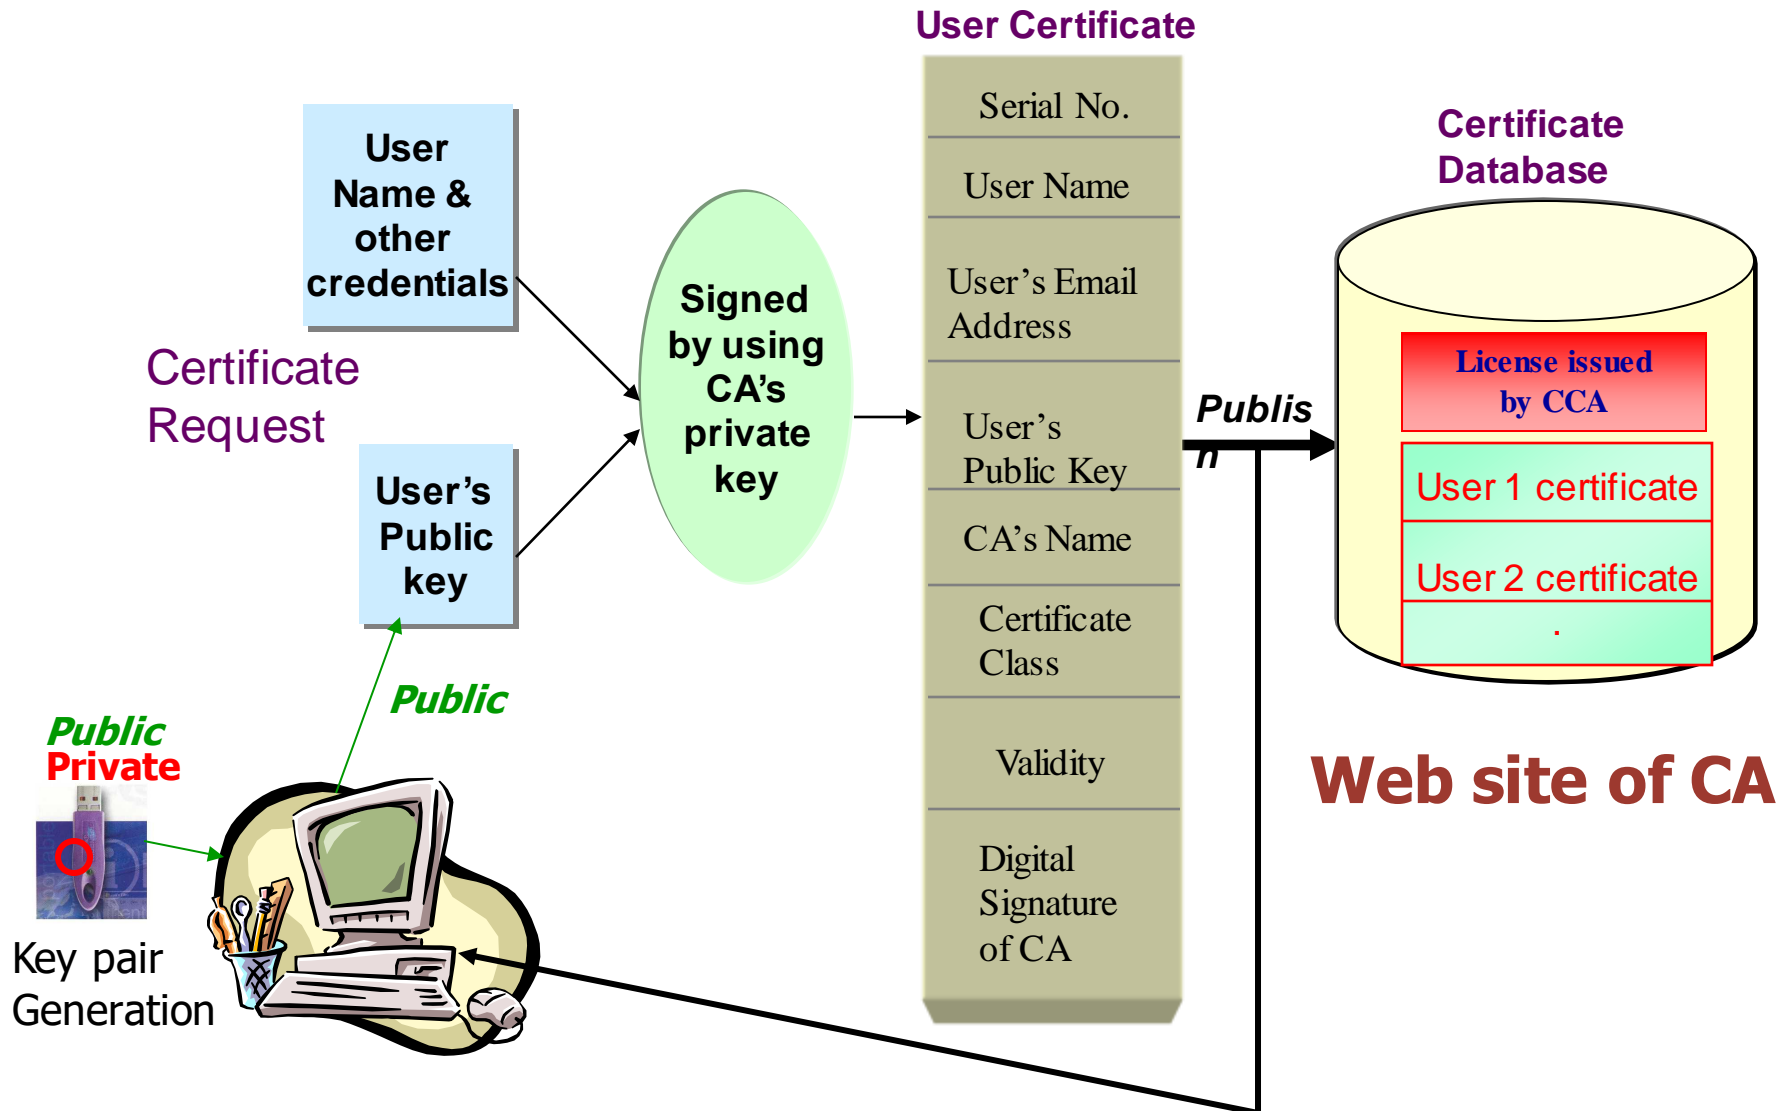 User Certificate
User
Name &
other
credentials
Certificate
Request
User's
Public
key
Public
Public
Private
Key pair
Generation
Signed
by using
CA's
private
key
Serial No.
User Name
User's Email
Address
User's
Public Key
CA's Name
Certificate
Class
Validity
Digital
Signature
of CA
Publis
h
Certificate
Database
License issued
by CCA
User 1 certificate
User 2 certificate
.
Web site of CA